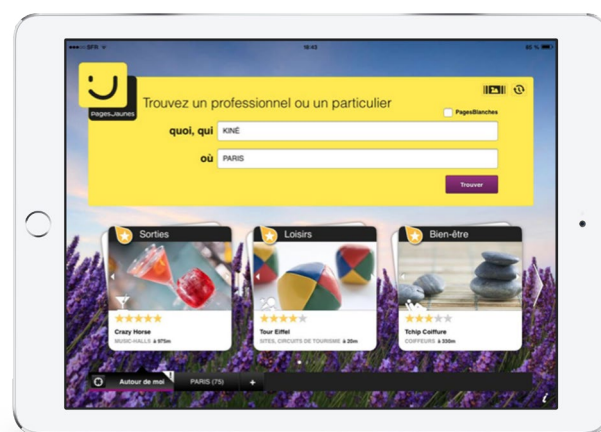 SFR
18:43
PagesJaunes
Trouvez un professionnel ou un particulier
PagesBlanches
quoi, qui
KINÉ
où
PARIS
Trouver
Sorties
Crazy Horse
MUSIC-HALLS à 975m
Loisirs
Tour Eiffel
SITES, CIRCUITS DE TOURISME à 20m
Bien-être
Tchip Coiffure
COIFFEURS à 330m
Autour de moi
!
PARIS (75)
+
i